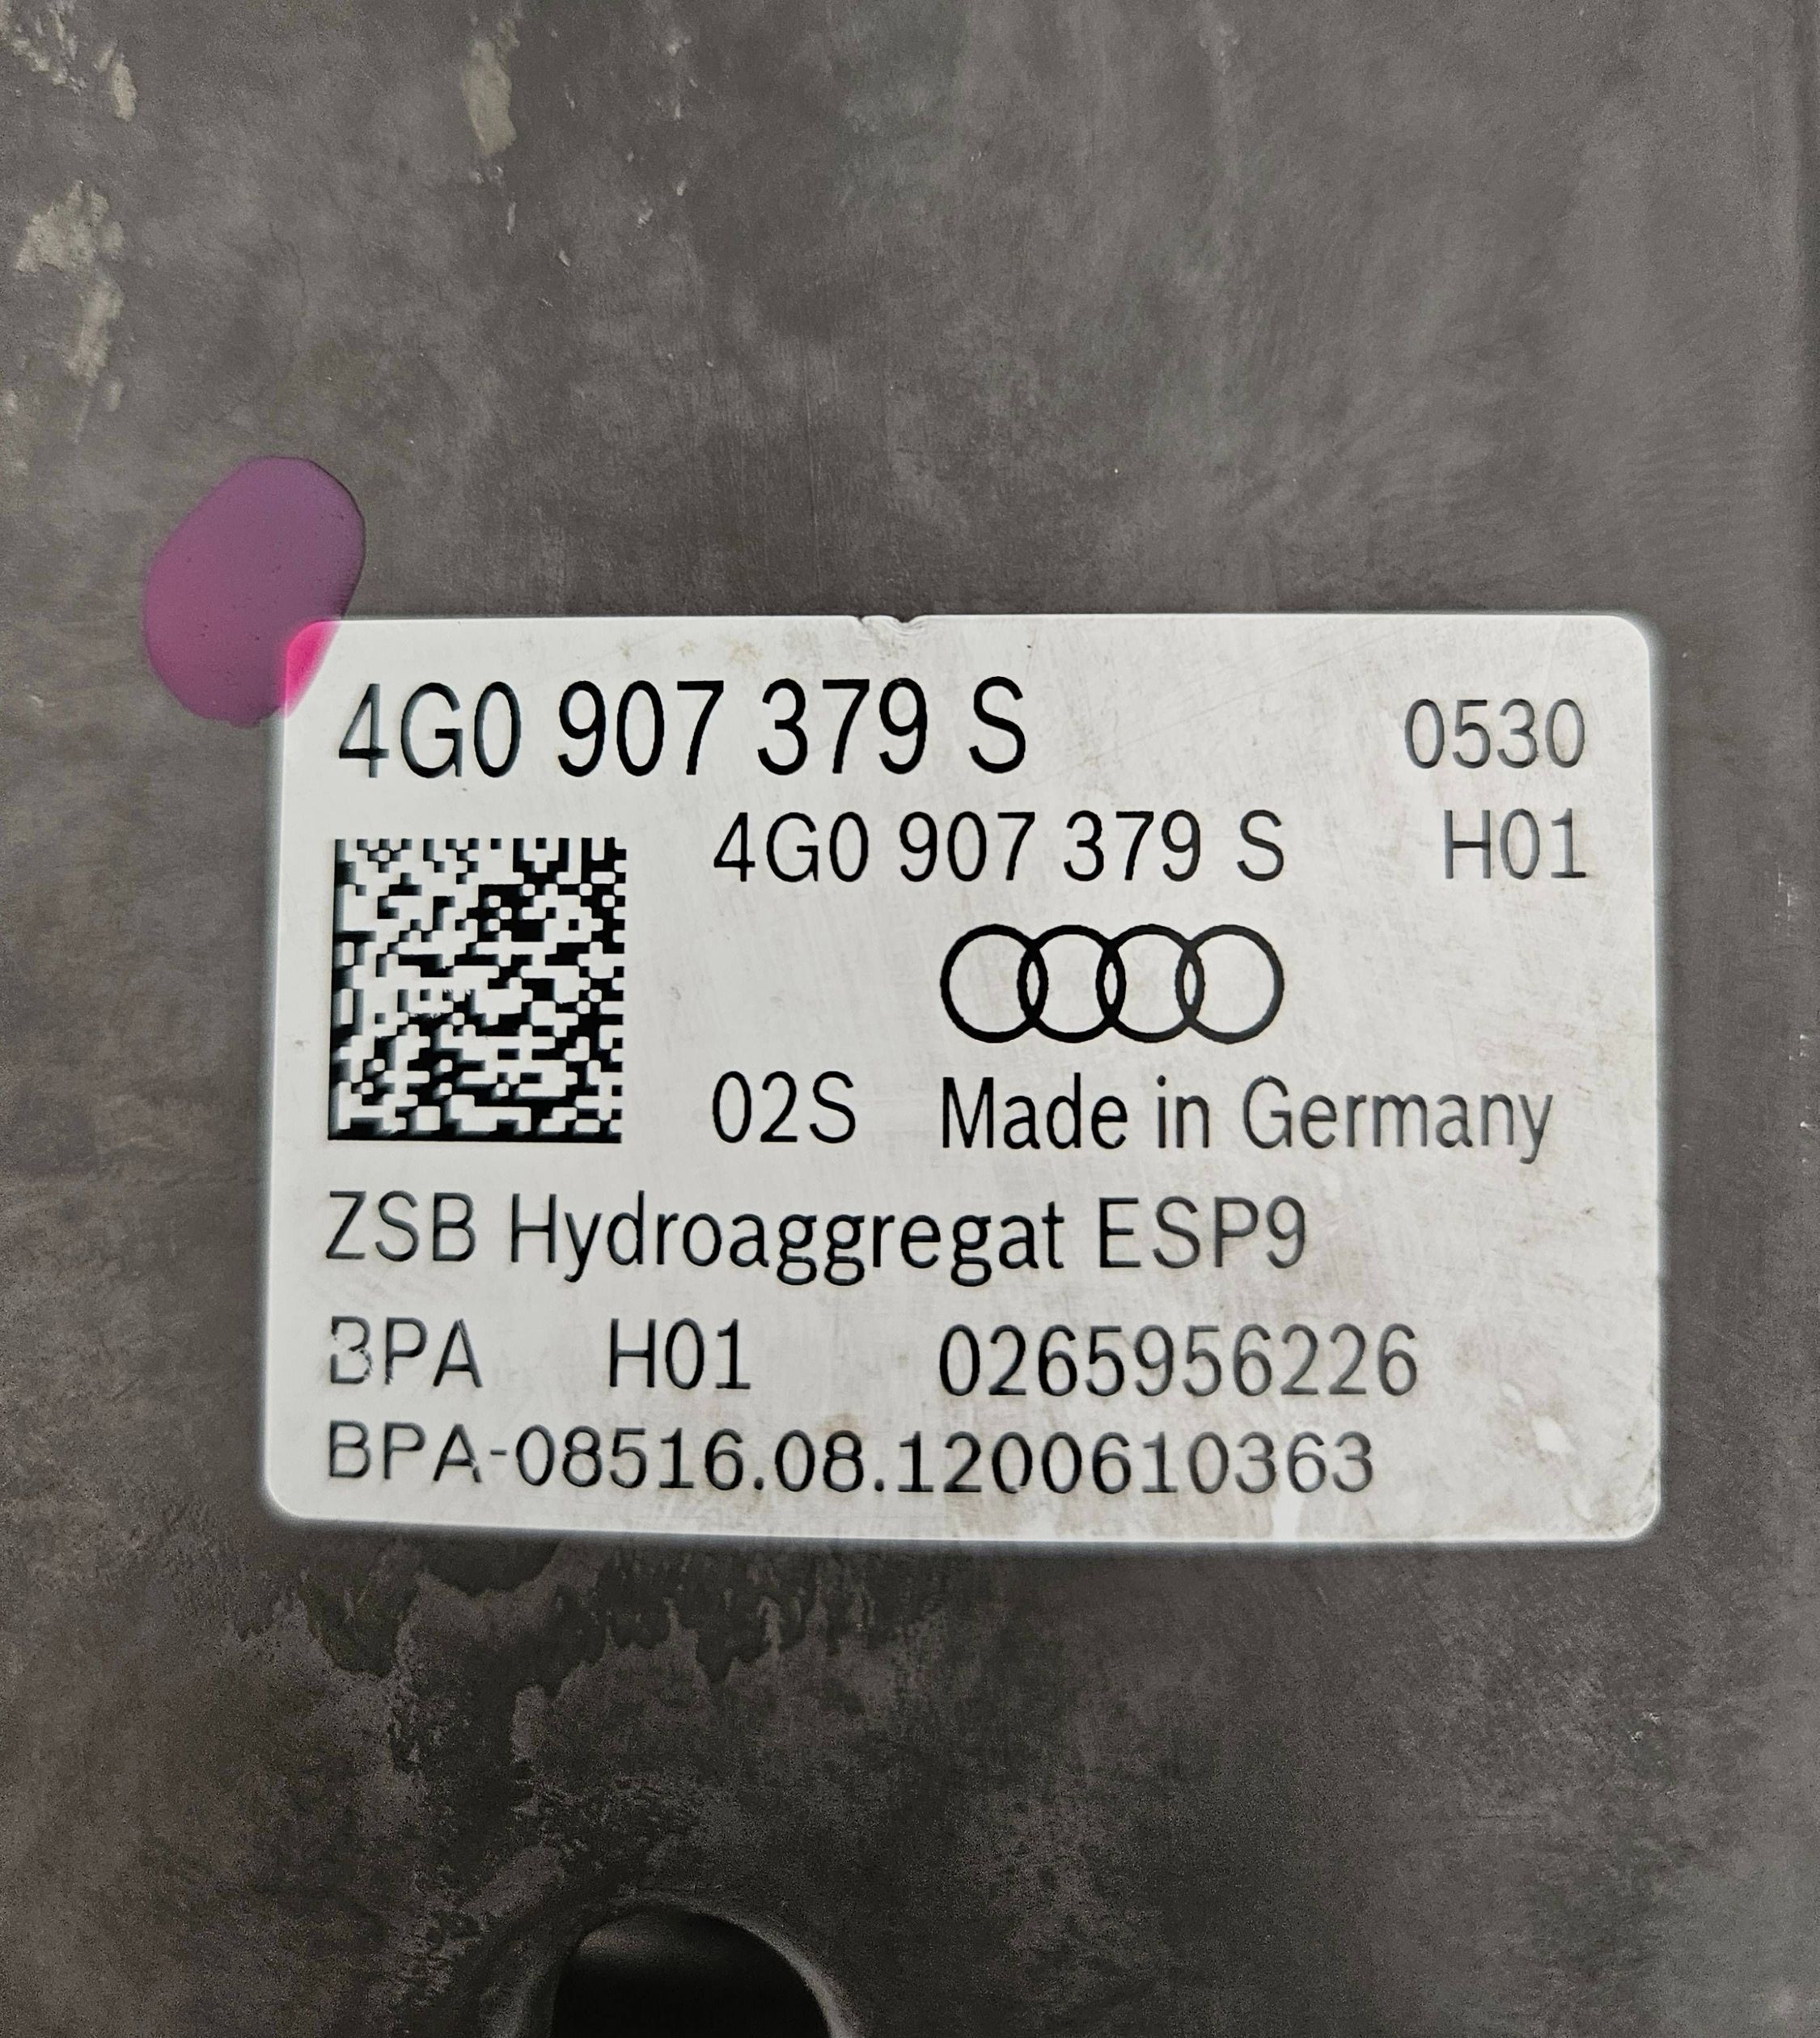 4G0 907 379 S 0530
4G0 907 379 S H01
02S Made in Germany
ZSB Hydroaggregat ESP9
BPA H01 0265956226
BPA-08516.08.1200610363